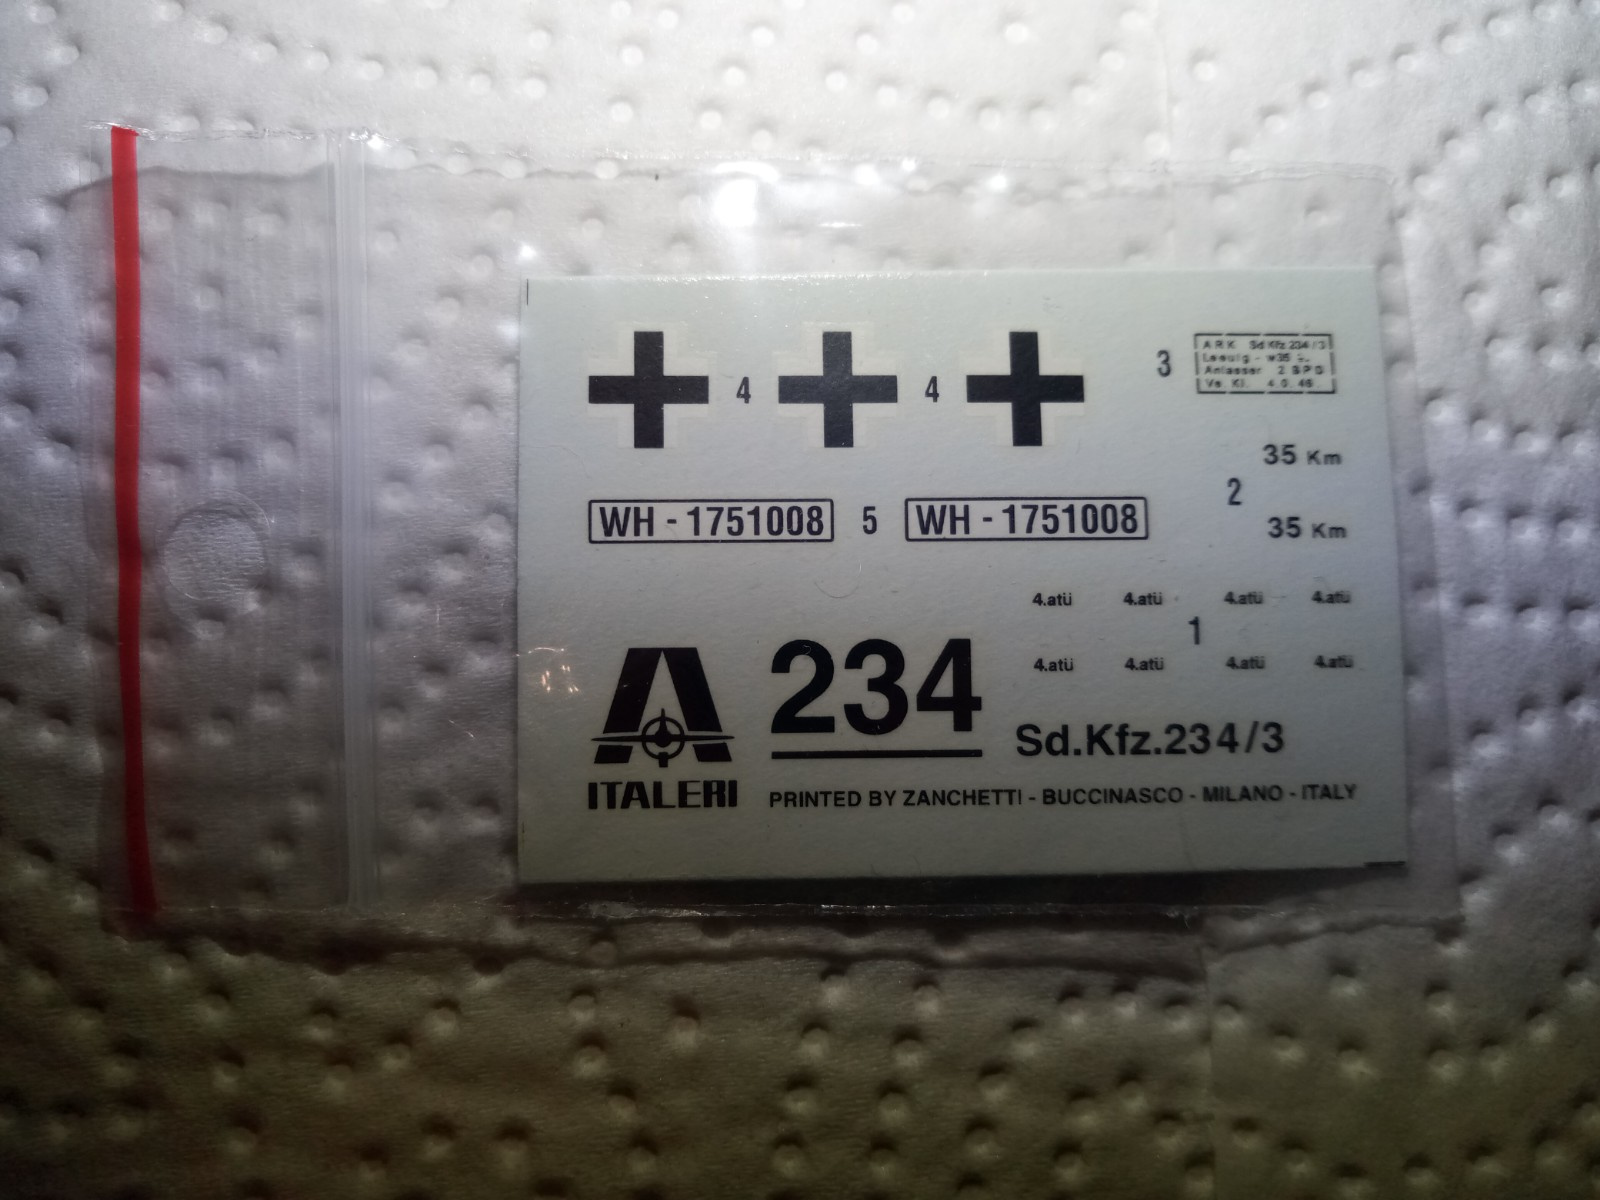 4 4
3
ARK Sd Kfz 234/3
Anlasser
35 Km
2
35 Km
WH - 1751008 5 WH - 1751008
4.atü 4.atü 4.atü 4.atü
1
4.atü 4.atü 4.atü 4.atü
234
Sd.Kfz.234/3
ITALERI
PRINTED BY ZANCHETTI - BUCCINASCO - MILANO - ITALY